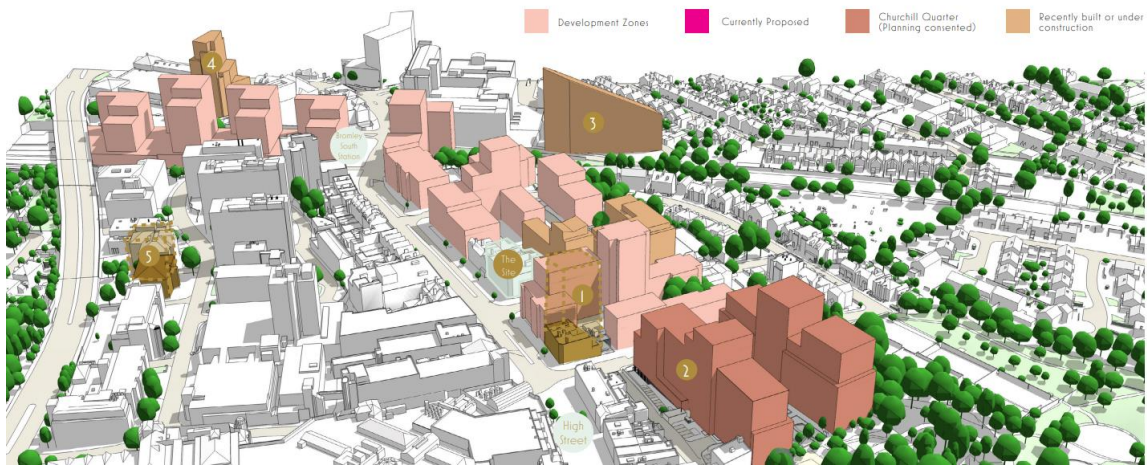 Development Zones
Currently Proposed
Churchill Quarter
(Planning consented)
Recently built or under
construction
4
3
Bromley
South
Station
5
The
Site
1
2
High
Street